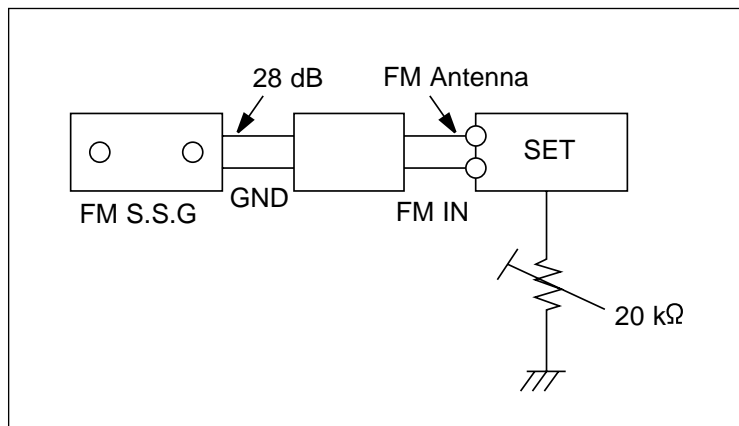 28 dB
FM Antenna
SET
FM S.S.G
GND
FM IN
20 kΩ